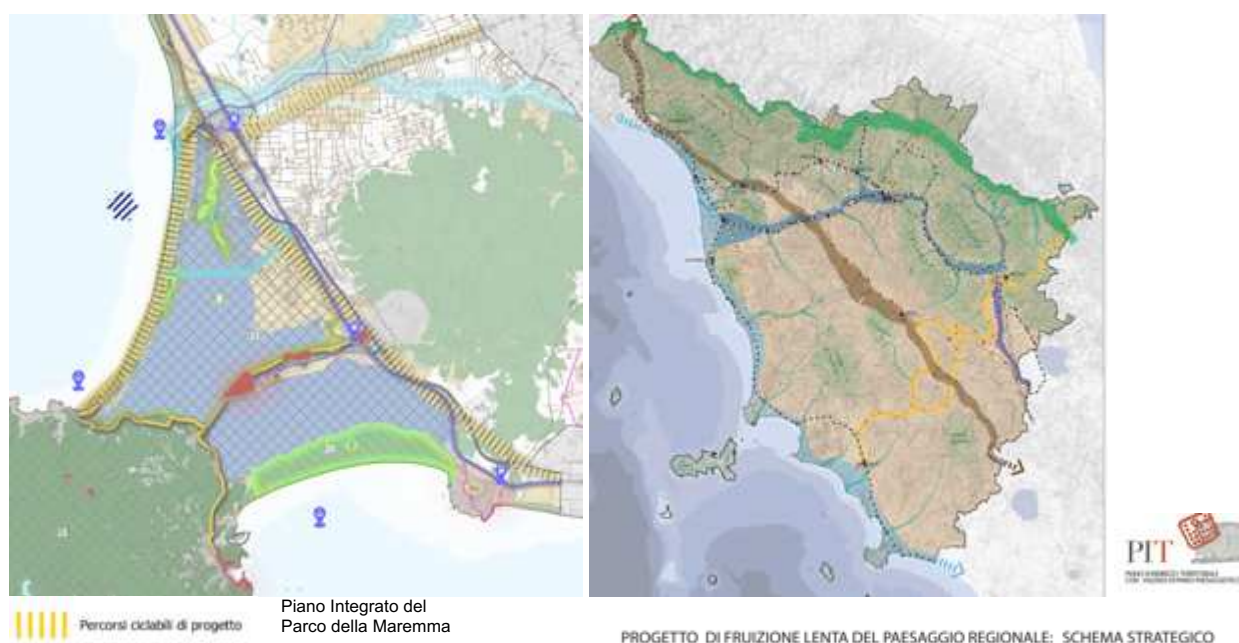 Percorsi ciclabili di progetto
Piano Integrato del
Parco della Maremma
PIT
PROGETTO DI FRUIZIONE LENTA DEL PAESAGGIO REGIONALE: SCHEMA STRATEGICO